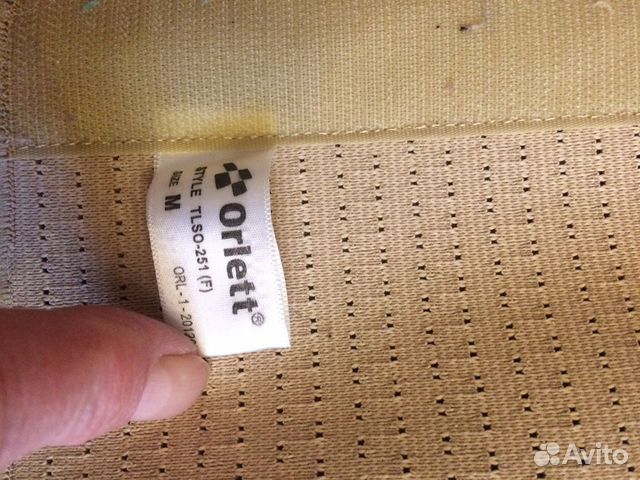 Orlett®
STYLE TLSO-251 (F)
SIZE M
Avito